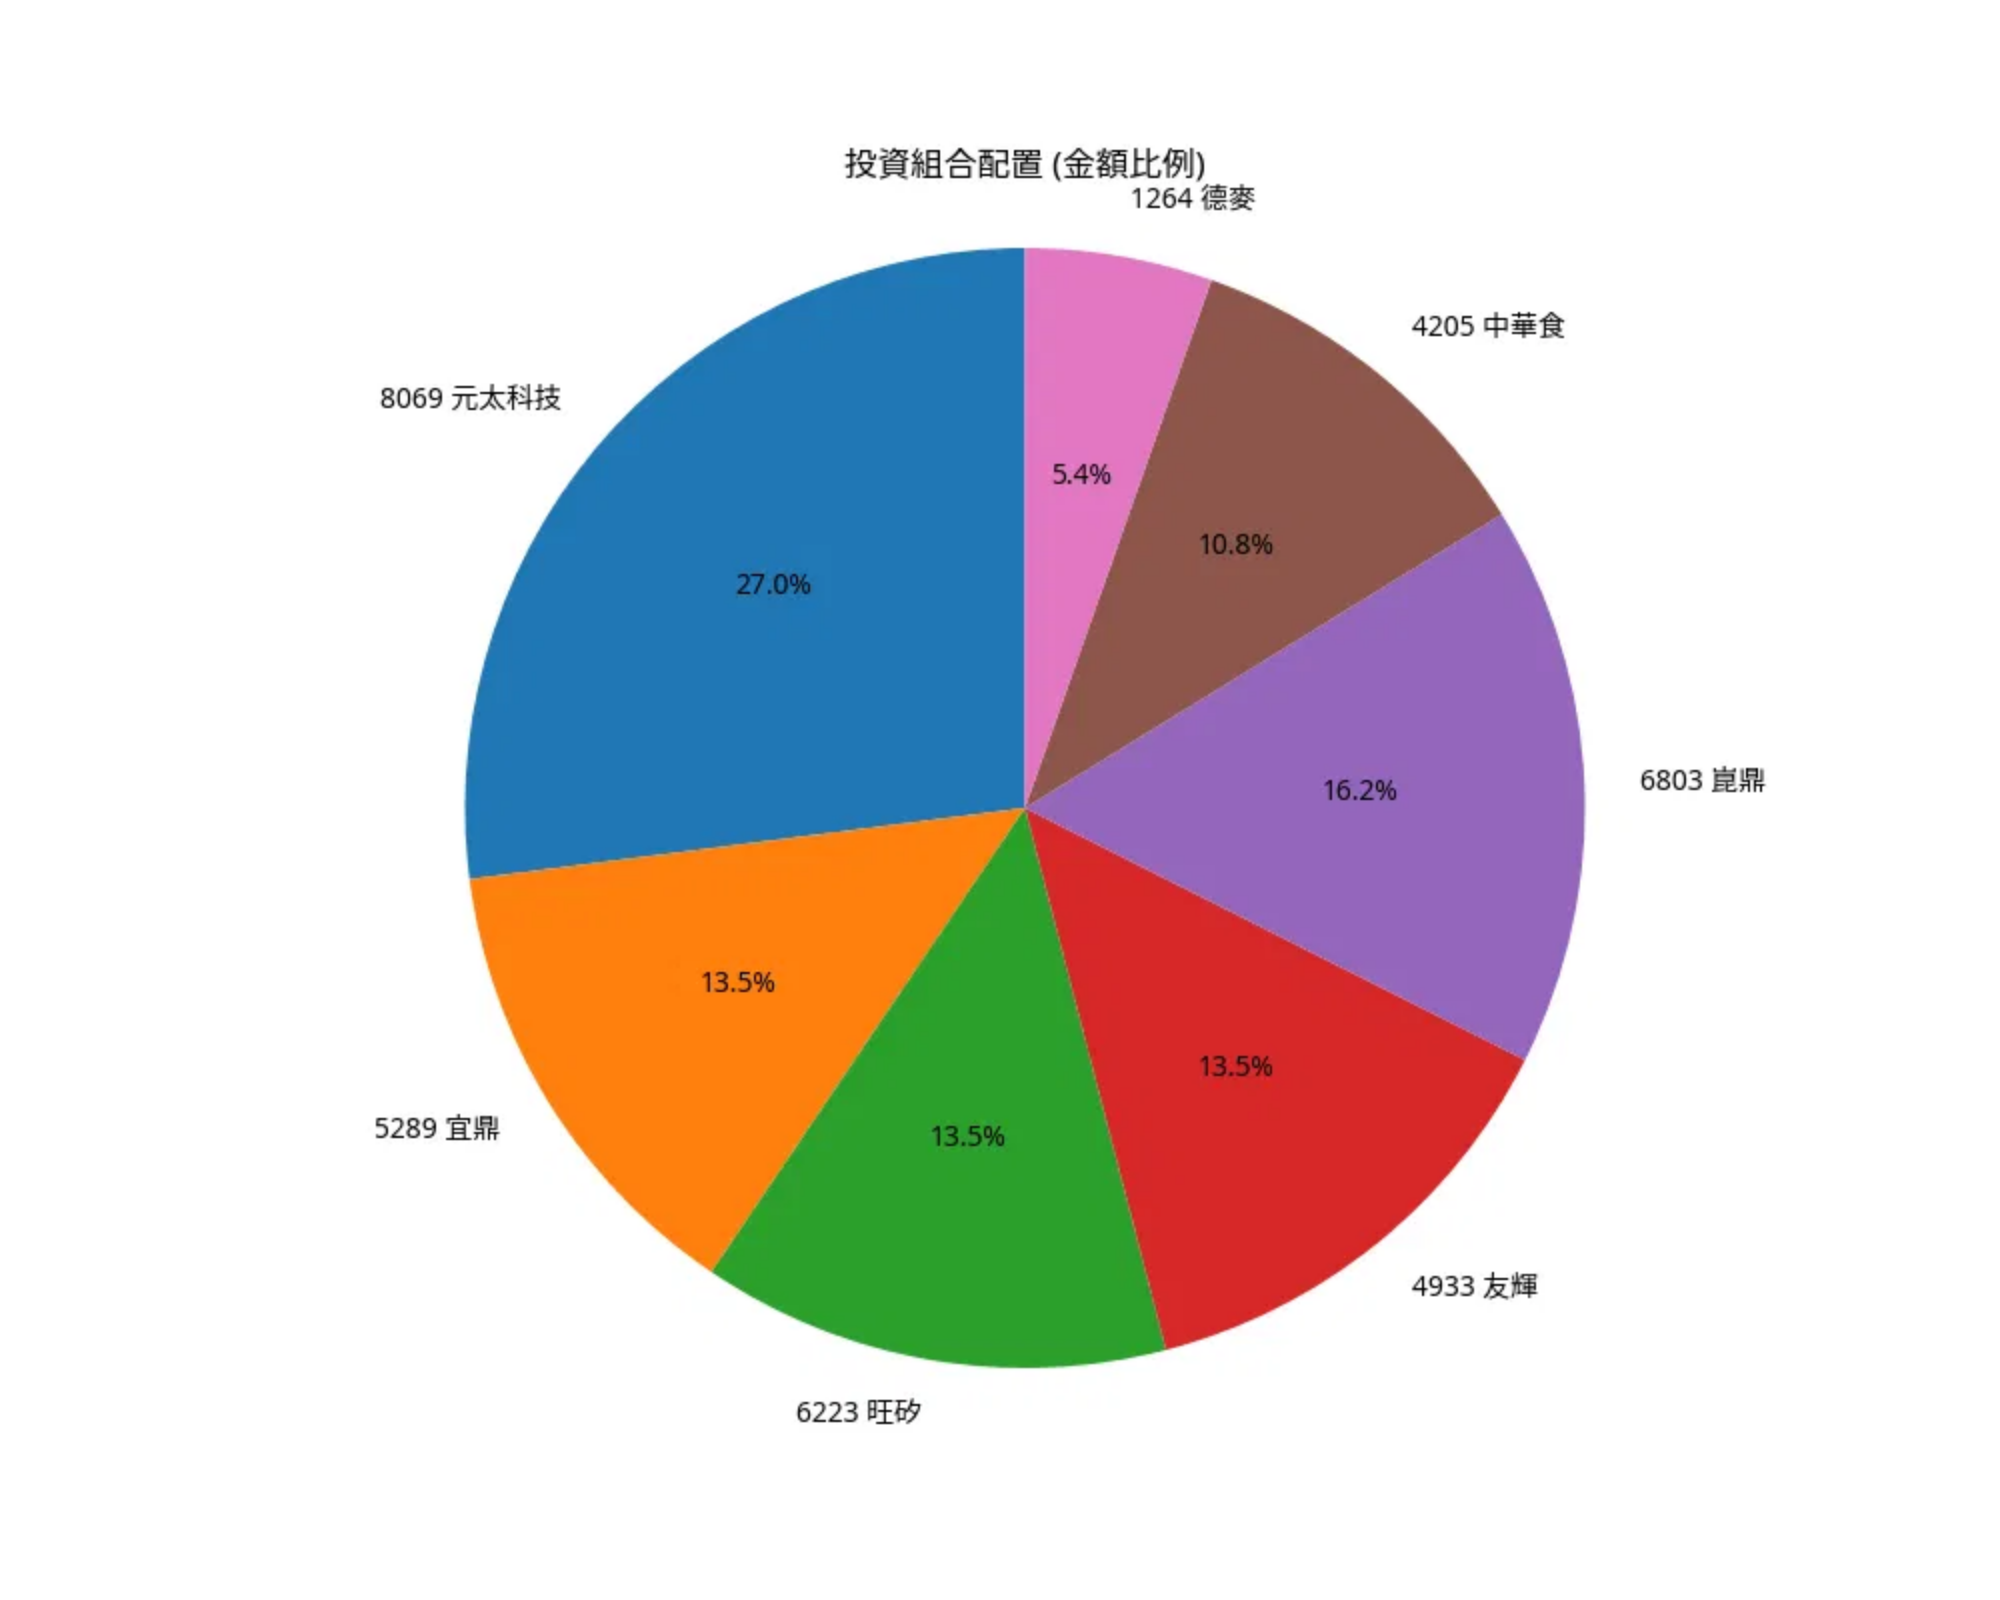 投資組合配置 (金額比例)
1264 德麥
4205 中華食
8069 元太科技
5.4%
10.8%
27.0%
6803 崑鼎
16.2%
13.5%
13.5%
5289 宜鼎
13.5%
4933 友輝
6223 旺矽